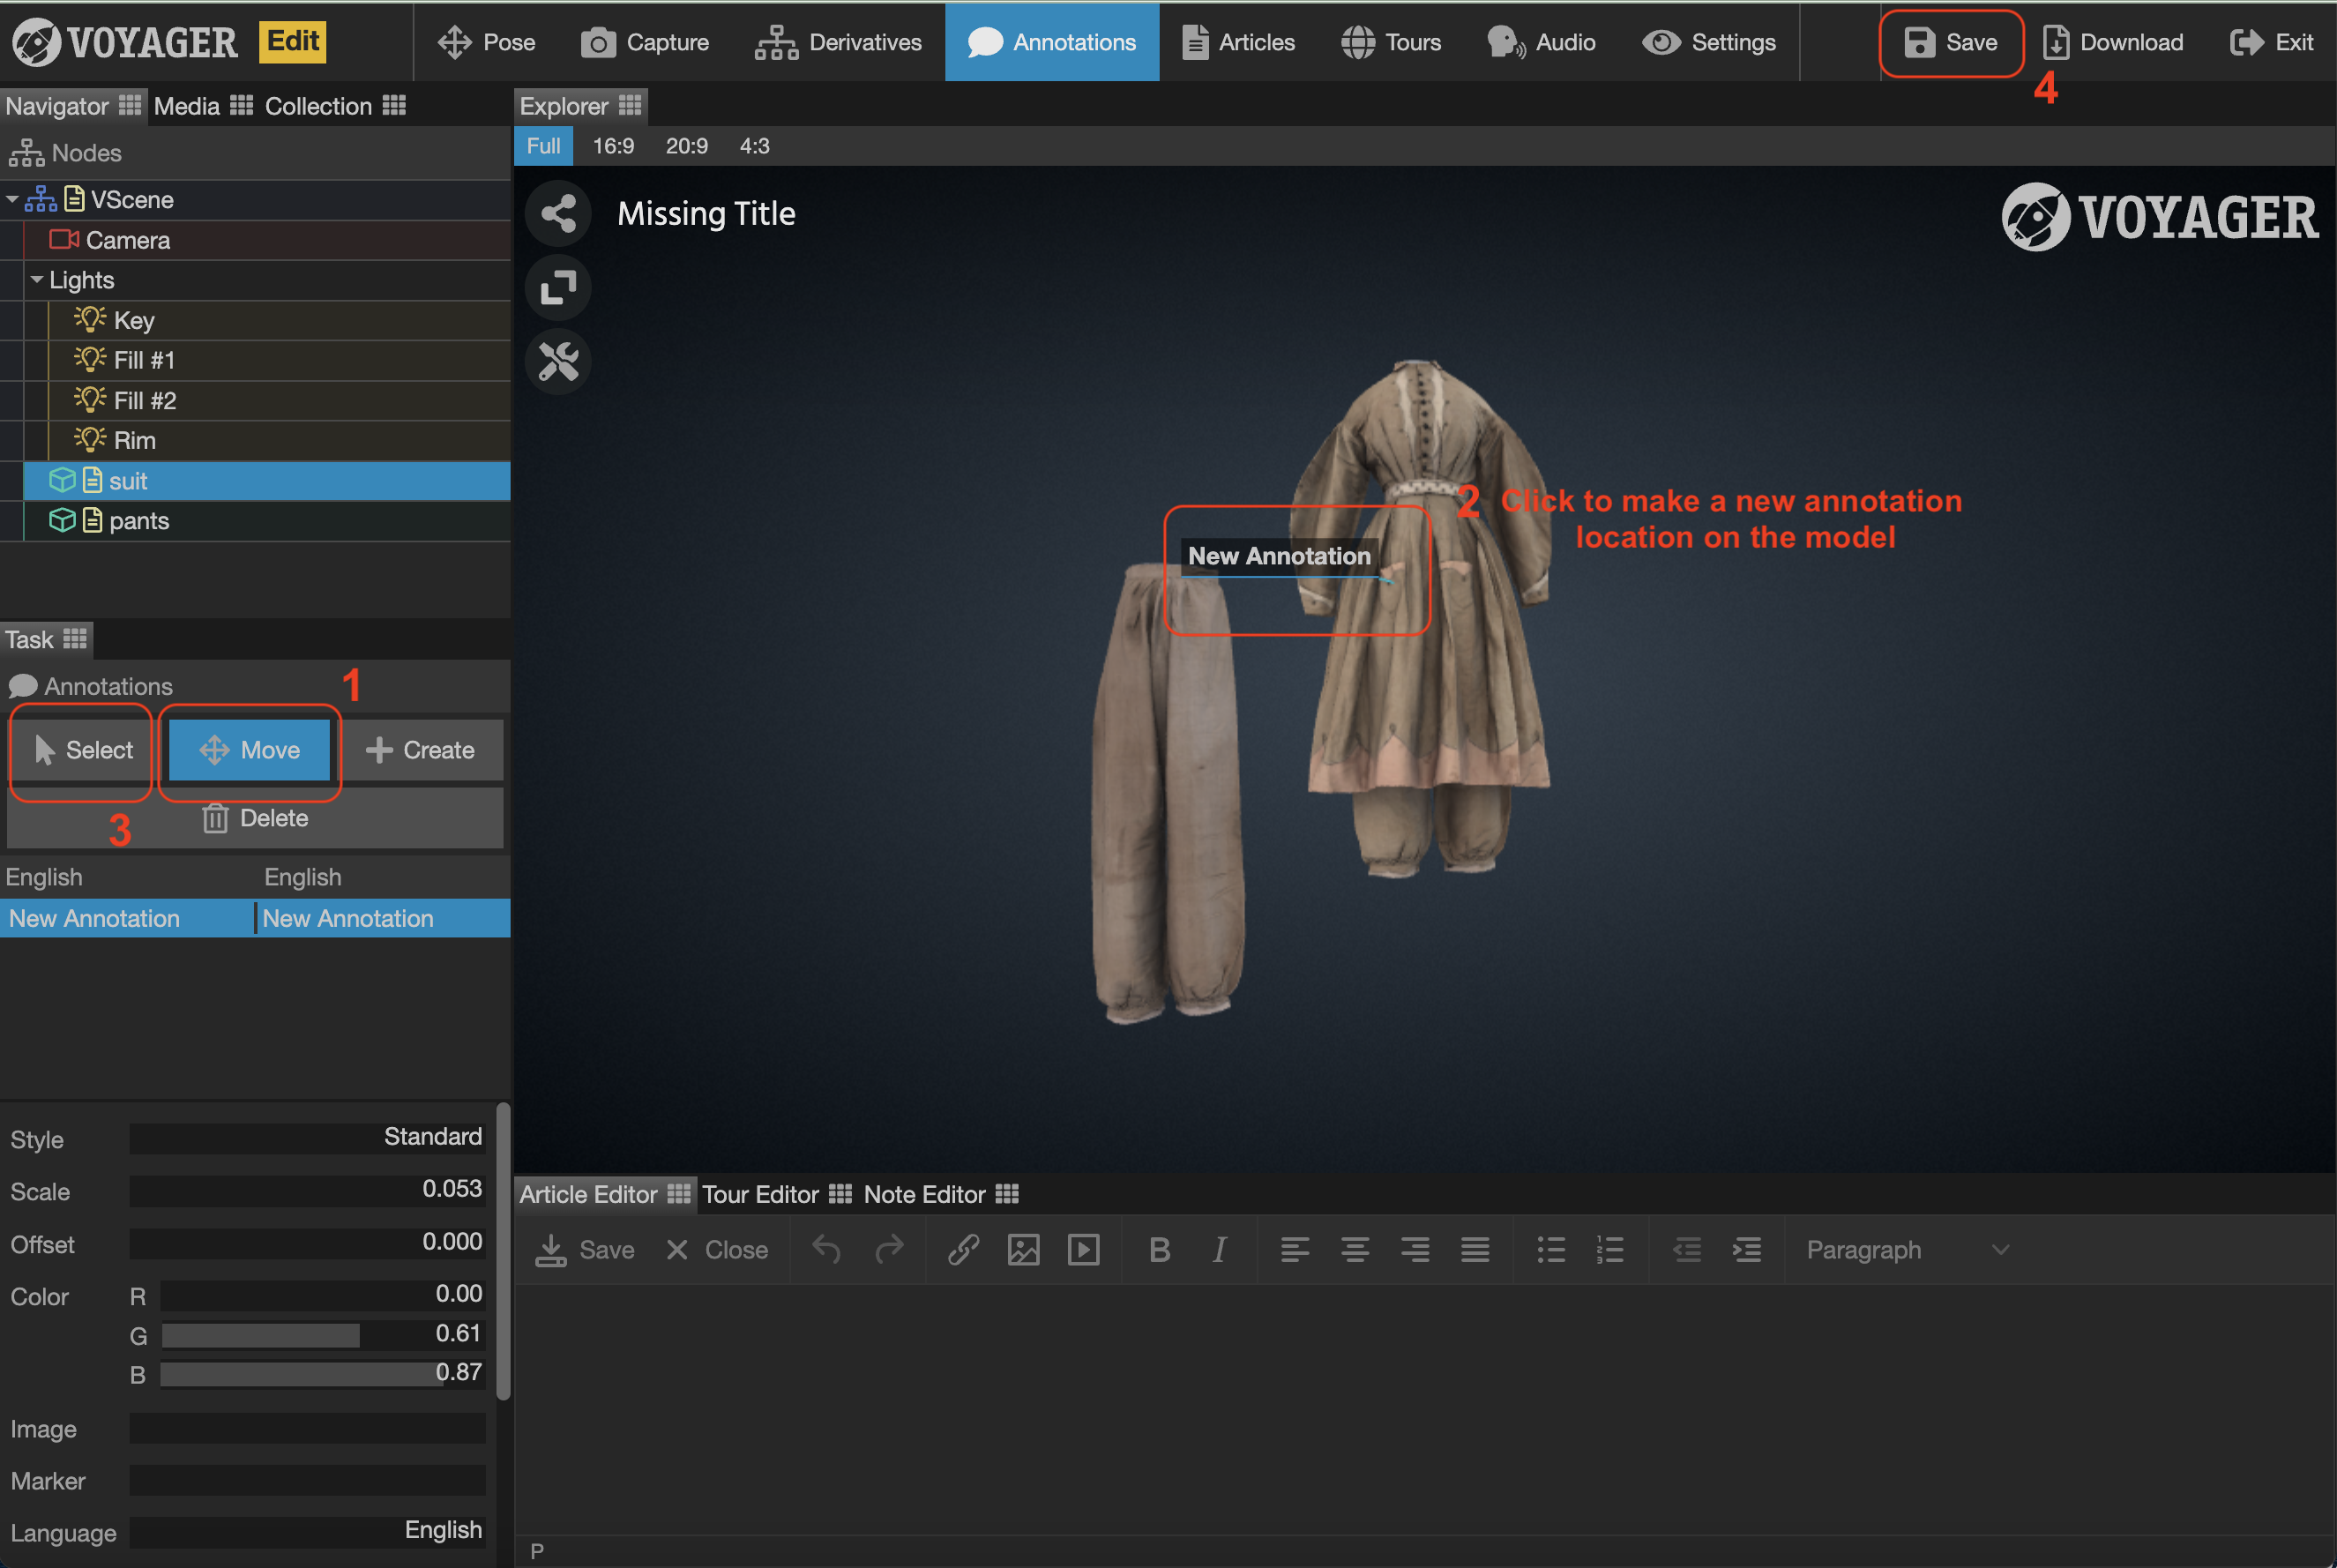 VOYAGER Edit Pose Capture Derivatives Annotations Articles Tours Audio Settings Save Download Exit
4
Navigator Media Collection
Explorer
Nodes
Full 16:9 20:9 4:3
VScene
Camera
Lights
Key
Fill #1
Fill #2
Rim
suit
pants
Missing Title
VOYAGER
2 Click to make a new annotation
location on the model
New Annotation
Task
Annotations
1
Select Move Create
3
Delete
English English
New Annotation New Annotation
Style Standard
Scale 0.053
Offset 0.000
Color R 0.00
G 0.61
B 0.87
Image
Marker
Language English
Article Editor Tour Editor Note Editor
Save Close B I Paragraph
P